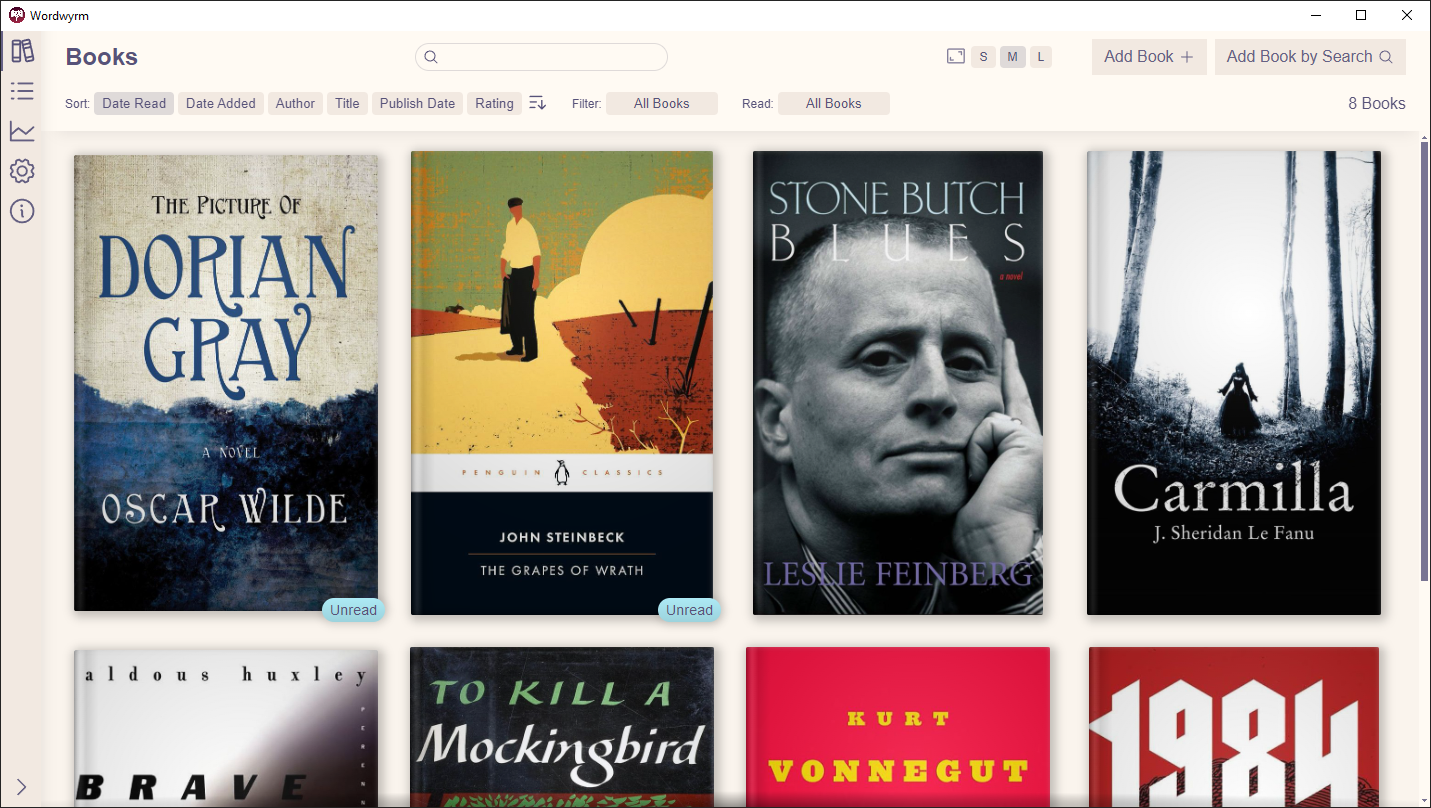 Wordwyrm
Books
S M L
Add Book
Add Book by Search
Sort: Date Read Date Added Author Title Publish Date Rating
Filter: All Books
Read: All Books
8 Books
THE PICTURE OF
DORIAN
GRAY
A NOVEL
OSCAR WILDE
Unread
PENGUIN CLASSICS
JOHN STEINBECK
THE GRAPES OF WRATH
Unread
STONE BUTCH
BLUES
a novel
LESLIE FEINBERG
Carmilla
J. Sheridan Le Fanu
aldous huxley
BRAVE
TO KILL A
Mockingbird
KURT
VONNEGUT
1984